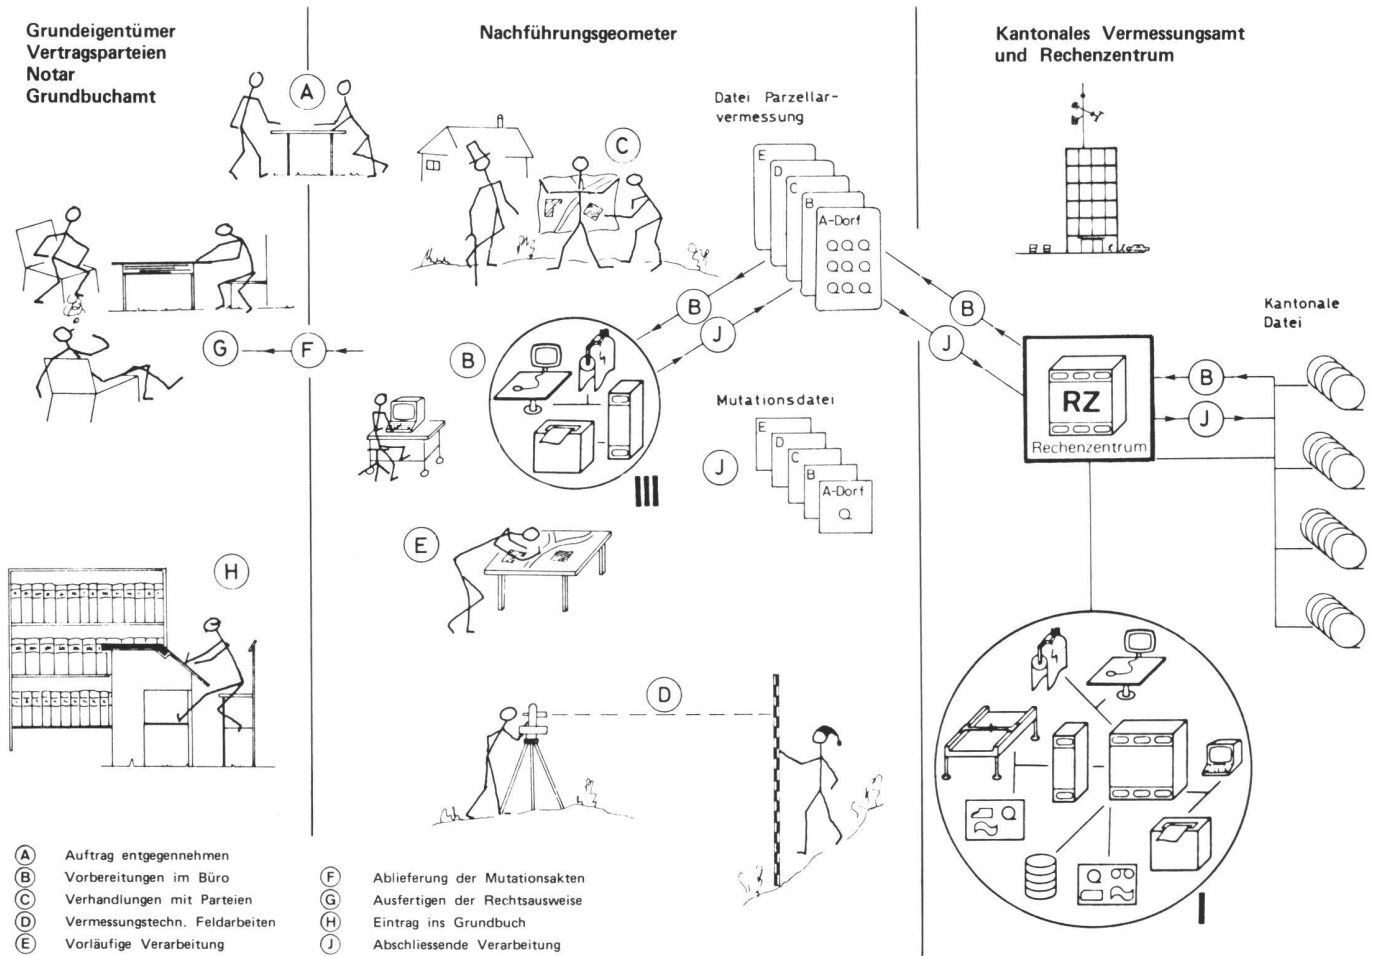 Grundeigentümer
Vertragsparteien
Notar
Grundbuchamt
Nachführungsgeometer
Kantonales Vermessungsamt
und Rechenzentrum
A
C
Datei Parzellar-
vermessung
E
D
C
B
A-Dorf
B
J
B
J
G
F
B
Kantonale
Datei
RZ
Rechenzentrum
B
J
Mutationsdatei
J
E
D
C
B
A-Dorf
III
E
H
D
I
A Auftrag entgegennehmen
B Vorbereitungen im Büro
C Verhandlungen mit Parteien
D Vermessungstechn. Feldarbeiten
E Vorläufige Verarbeitung
F Ablieferung der Mutationsakten
G Ausfertigen der Rechtsausweise
H Eintrag ins Grundbuch
J Abschliessende Verarbeitung